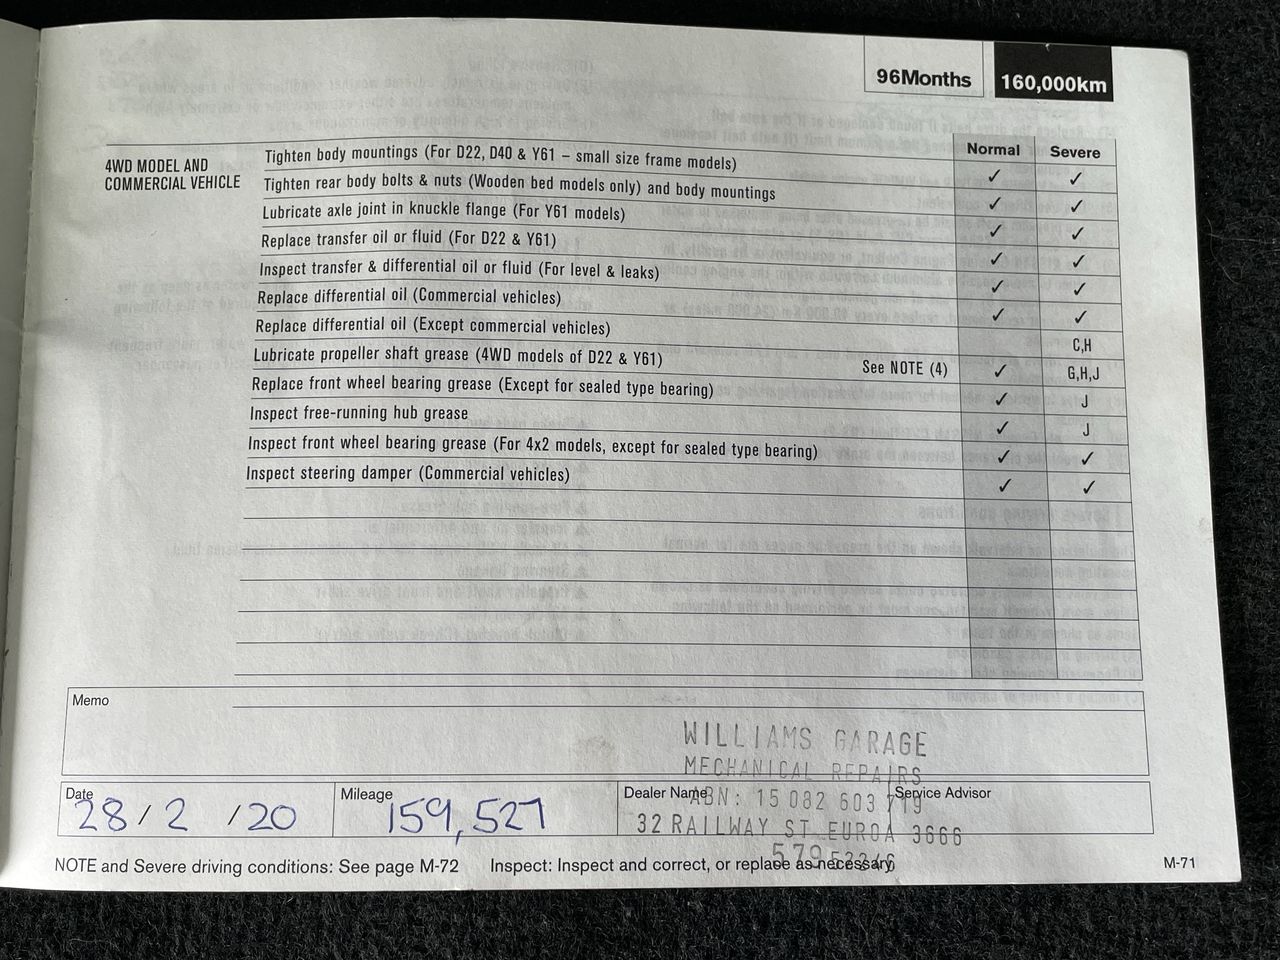 96Months 160,000km
Normal Severe
4WD MODEL AND
COMMERCIAL VEHICLE
Tighten body mountings (For D22, D40 & Y61 – small size frame models) ✓ ✓
Tighten rear body bolts & nuts (Wooden bed models only) and body mountings ✓ ✓
Lubricate axle joint in knuckle flange (For Y61 models) ✓ ✓
Replace transfer oil or fluid (For D22 & Y61) ✓ ✓
Inspect transfer & differential oil or fluid (For level & leaks) ✓ ✓
Replace differential oil (Commercial vehicles) ✓ ✓
Replace differential oil (Except commercial vehicles) C,H
Lubricate propeller shaft grease (4WD models of D22 & Y61) See NOTE (4) ✓ G,H,J
Replace front wheel bearing grease (Except for sealed type bearing) ✓ J
Inspect free-running hub grease ✓ J
Inspect front wheel bearing grease (For 4x2 models, except for sealed type bearing) ✓ ✓
Inspect steering damper (Commercial vehicles) ✓ ✓
Memo
WILLIAMS GARAGE
MECHANICAL REPAIRS
Date Mileage Dealer Name Service Advisor
ABN: 15 082 603 719
28 / 2 / 20 159,527
32 RAILWAY ST EUROA 3666
NOTE and Severe driving conditions: See page M-72 Inspect: Inspect and correct, or replace as necessary. M-71